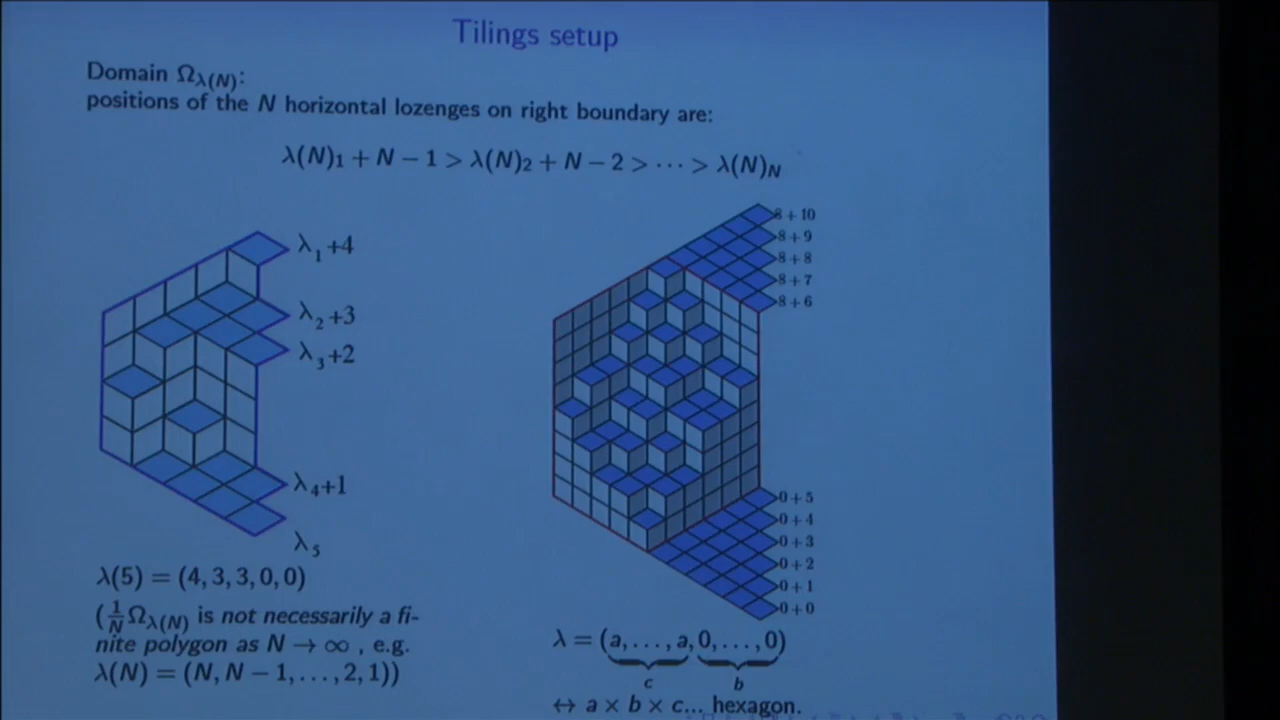 Tilings setup
Domain Ω_λ(N):
positions of the N horizontal lozenges on right boundary are:
λ(N)₁ + N − 1 > λ(N)₂ + N − 2 > ⋯ > λ(N)_N
λ₁+4
λ₂+3
λ₃+2
λ₄+1
λ₅
λ(5) = (4, 3, 3, 0, 0)
(1/N Ω_λ(N) is not necessarily a fi-
nite polygon as N → ∞ , e.g.
λ(N) = (N, N − 1, . . . , 2, 1))
8 + 10
8 + 9
8 + 8
8 + 7
8 + 6
0 + 5
0 + 4
0 + 3
0 + 2
0 + 1
0 + 0
λ = (a, . . . , a, 0, . . . , 0)
c b
↔ a × b × c... hexagon.